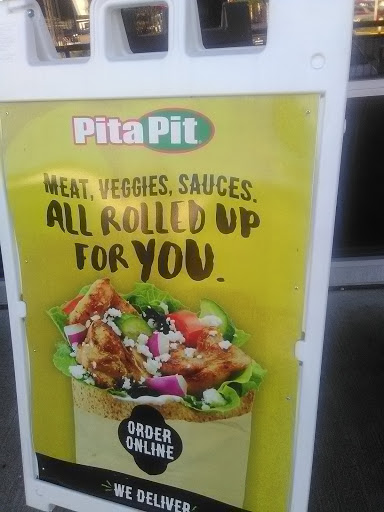 PitaPit
MEAT, VEGGIES, SAUCES.
ALL ROLLED UP
FOR YOU.
ORDER
ONLINE
WE DELIVER